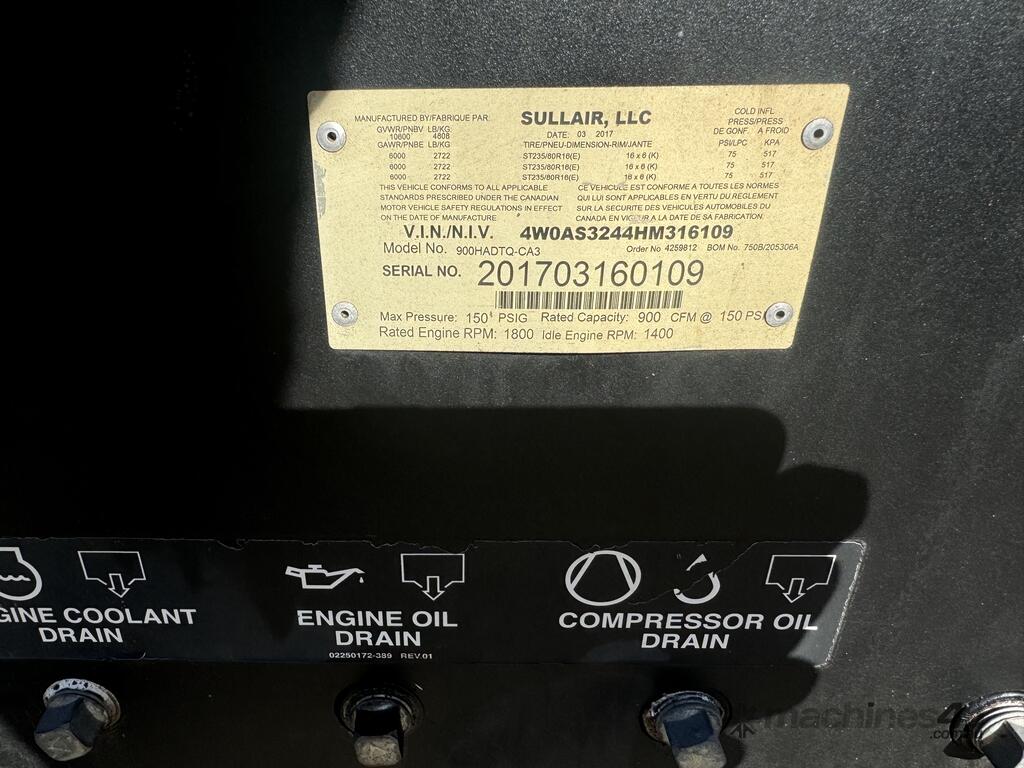 MANUFACTURED BY/FABRIQUE PAR: SULLAIR, LLC
DATE: 03 2017
COLD INFL
PRESS/PRESS
DE GONF. A FROID
GVWR/PNBV LB/KG:
10600 4808
GAWR/PNBE LB/KG TIRE/PNEU-DIMENSION-RIM/JANTE PSI/LPC KPA
6000 2722 ST235/80R16(E) 16 x 6 (K) 75 517
6000 2722 ST235/80R16(E) 16 x 6 (K) 75 517
6000 2722 ST235/80R16(E) 16 x 6 (K) 75 517
THIS VEHICLE CONFORMS TO ALL APPLICABLE
STANDARDS PRESCRIBED UNDER THE CANADIAN
MOTOR VEHICLE SAFETY REGULATIONS IN EFFECT
ON THE DATE OF MANUFACTURE.
CE VEHICULE EST CONFORME A TOUTES LES NORMES
QUI LUI SONT APPLICABLES EN VERTU DU REGLEMENT
SUR LA SECURITE DES VEHICULES AUTOMOBILES DU
CANADA EN VIGEUR A LA DATE DE SA FABRICATION.
V.I.N./N.I.V. 4W0AS3244HM316109
Model No. 900HADTQ-CA3 Order No 4259812 BOM No. 750B/205306A
SERIAL NO. 201703160109
Max Pressure: 150 PSIG Rated Capacity: 900 CFM @ 150 PSI
Rated Engine RPM: 1800 Idle Engine RPM: 1400
GINE COOLANT
DRAIN
ENGINE OIL
DRAIN
02250172-389 REV.01
COMPRESSOR OIL
DRAIN
machines4
.com.au